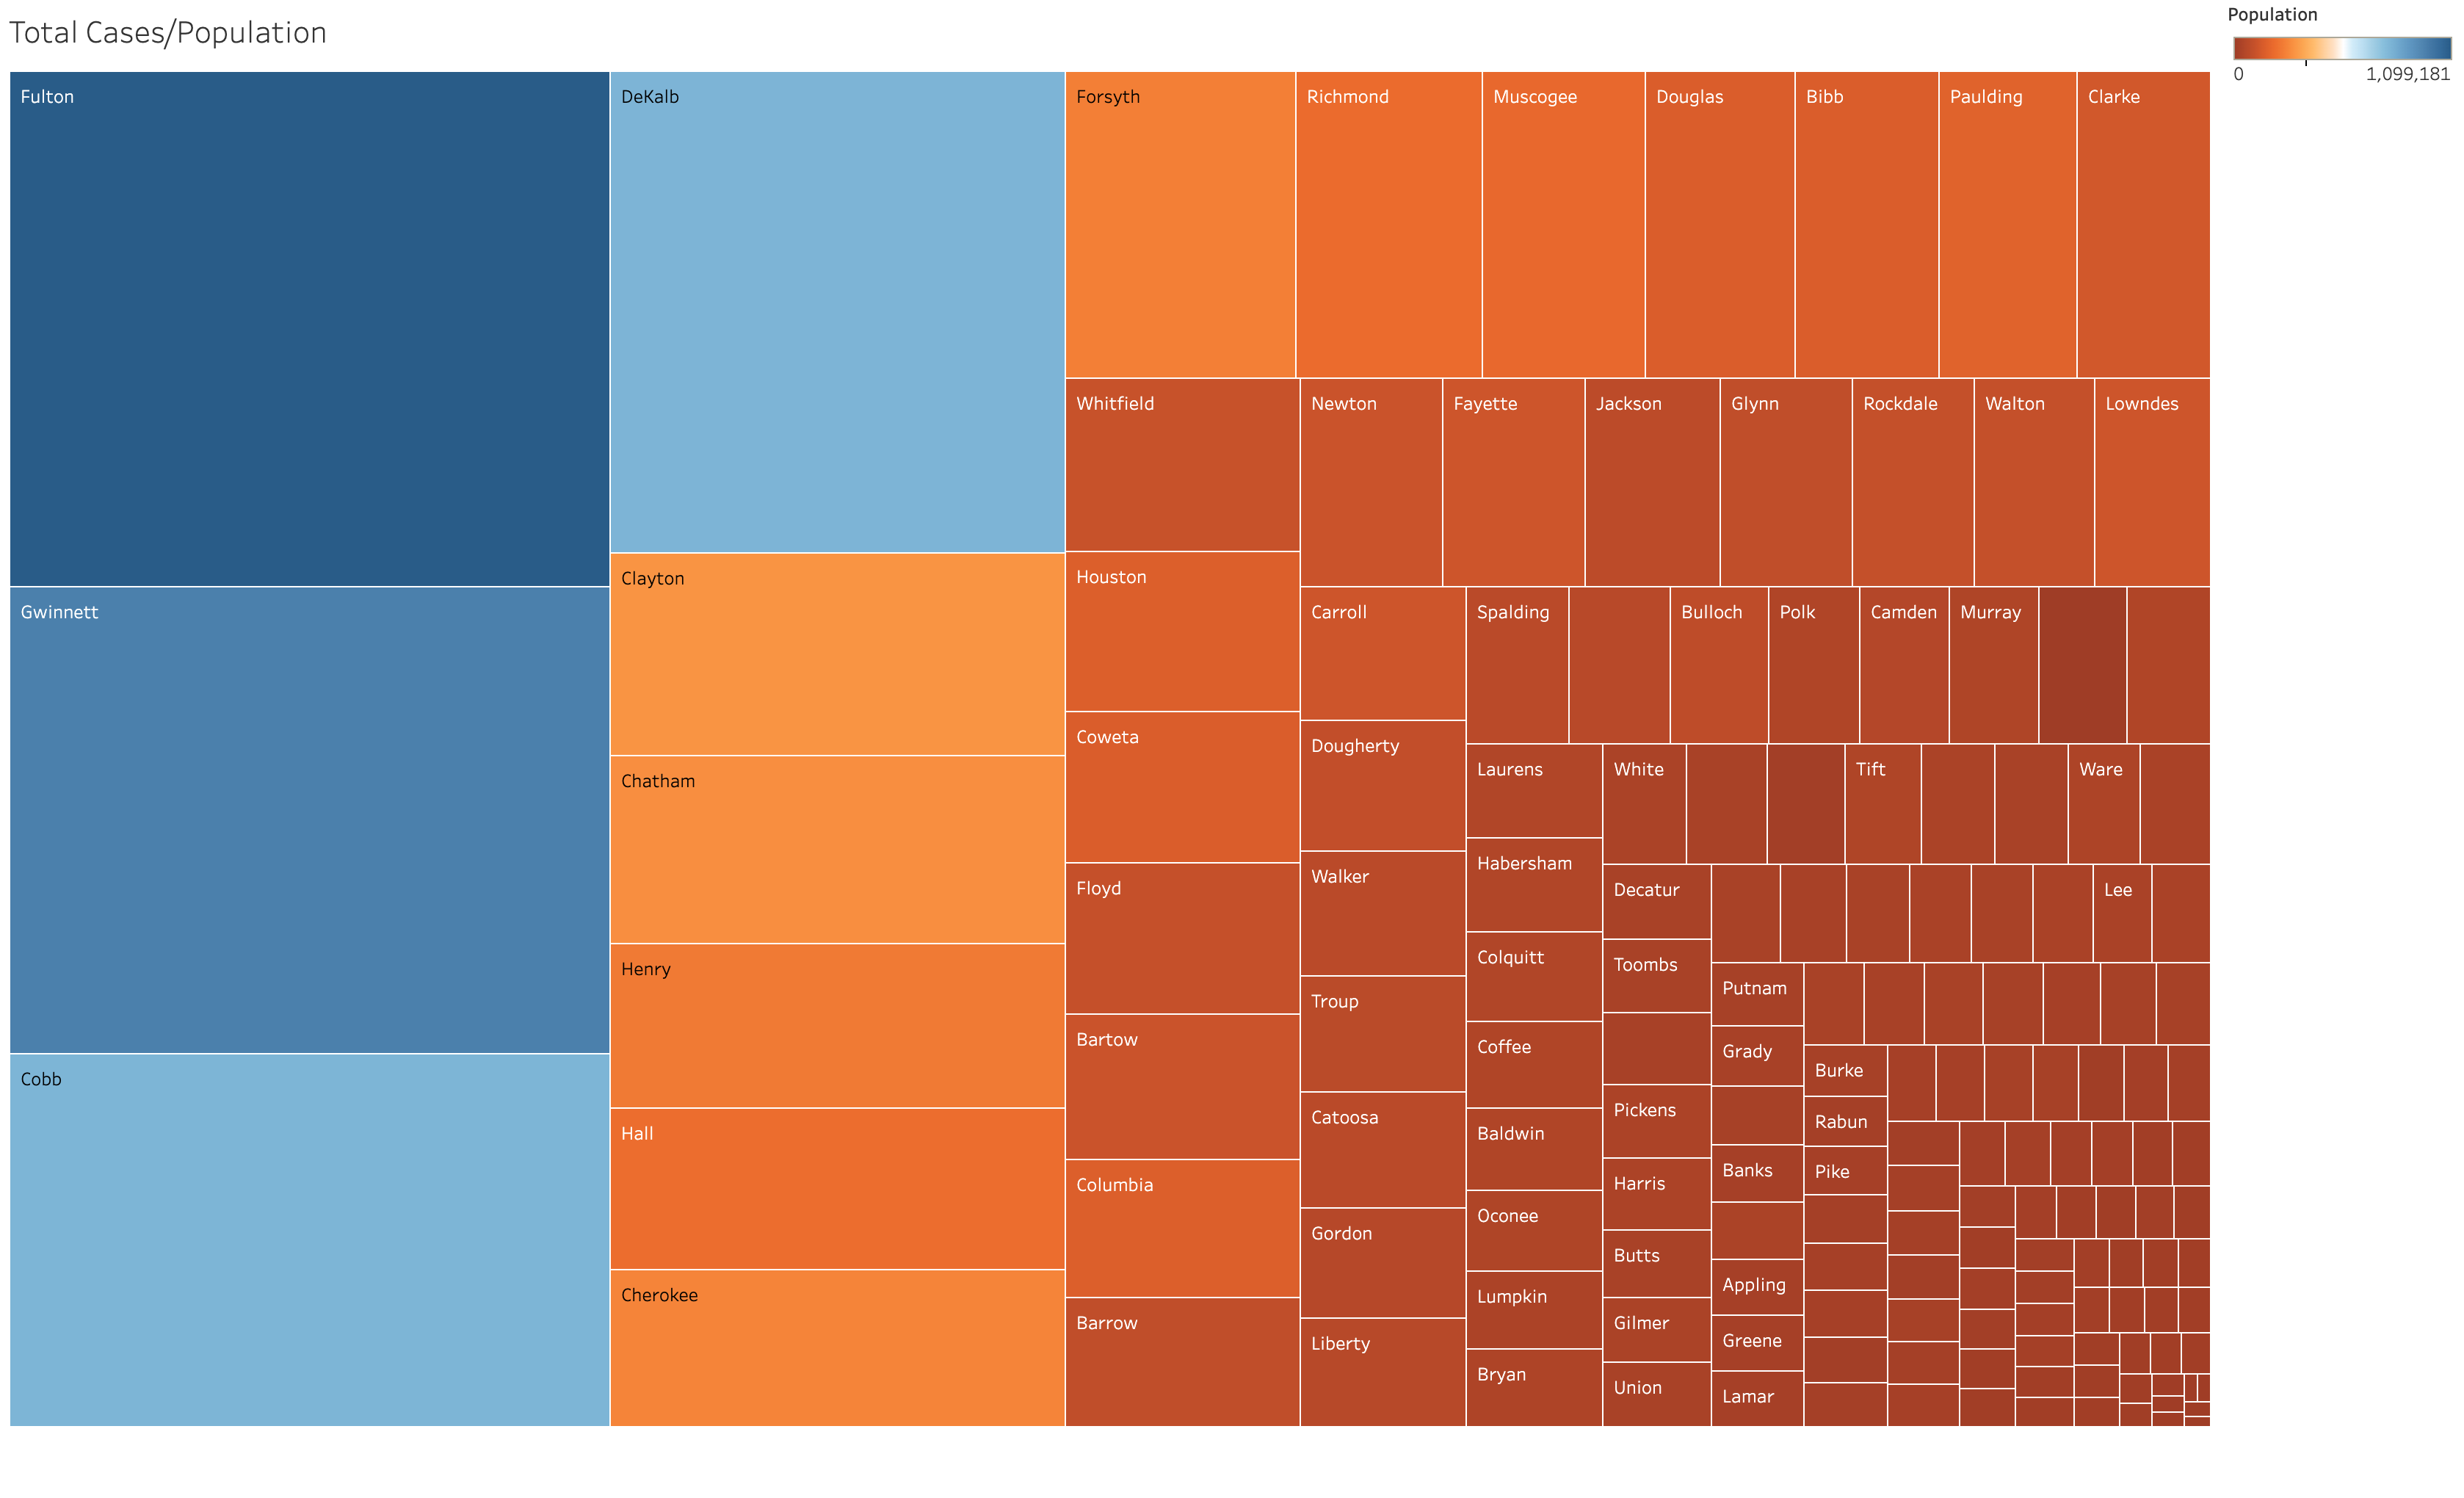 Total Cases/Population
Population
0 1,099,181
Fulton
Gwinnett
Cobb
DeKalb
Clayton
Chatham
Henry
Hall
Cherokee
Forsyth
Richmond
Muscogee
Douglas
Bibb
Paulding
Clarke
Whitfield
Houston
Coweta
Floyd
Bartow
Columbia
Barrow
Newton
Fayette
Jackson
Glynn
Rockdale
Walton
Lowndes
Carroll
Dougherty
Walker
Troup
Catoosa
Gordon
Liberty
Spalding
Bulloch
Polk
Camden
Murray
Laurens
Habersham
Colquitt
Coffee
Baldwin
Oconee
Lumpkin
Bryan
White
Tift
Ware
Decatur
Toombs
Pickens
Harris
Butts
Gilmer
Union
Lee
Putnam
Grady
Banks
Appling
Greene
Lamar
Burke
Rabun
Pike